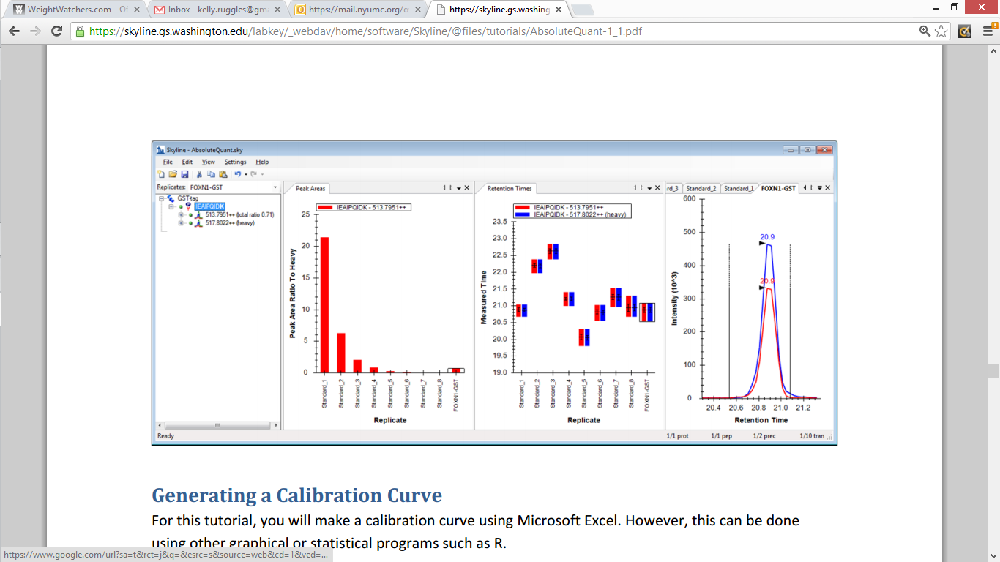 WeightWatchers.com - Of
Inbox - kelly.ruggles@gm
https://mail.nyumc.org/o
https://skyline.gs.washing
https://skyline.gs.washington.edu/labkey/_webdav/home/software/Skyline/@files/tutorials/AbsoluteQuant-1_1.pdf
Skyline - AbsoluteQuant.sky
File Edit View Settings Help
Replicates: FOXN1-GST
GST-tag
IEAIPQIDK
513.7951++ (total ratio 0.71)
517.8022++ (heavy)
Peak Areas
IEAIPQIDK - 513.7951++
Peak Area Ratio To Heavy
25
20
15
10
5
0
Standard_1
Standard_2
Standard_3
Standard_4
Standard_5
Standard_6
Standard_7
Standard_8
FOXN1-GST
Replicate
Retention Times
IEAIPQIDK - 513.7951++
IEAIPQIDK - 517.8022++ (heavy)
Measured Time
23.5
23.0
22.5
22.0
21.5
21.0
20.5
20.0
19.5
19.0
Standard_1
Standard_2
Standard_3
Standard_4
Standard_5
Standard_6
Standard_7
Standard_8
FOXN1-GST
Replicate
rd_3 Standard_2 Standard_1 FOXN1-GST
Intensity (10^3)
600
500
400
300
200
100
0
20.9
20.9
20.4 20.6 20.8 21.0 21.2
Retention Time
Ready
1/1 prot 1/1 pep 1/2 prec 1/10 tran
Generating a Calibration Curve
For this tutorial, you will make a calibration curve using Microsoft Excel. However, this can be done
using other graphical or statistical programs such as R.
https://www.google.com/url?sa=t&rct=j&q=&esrc=s&source=web&cd=1&ved=...